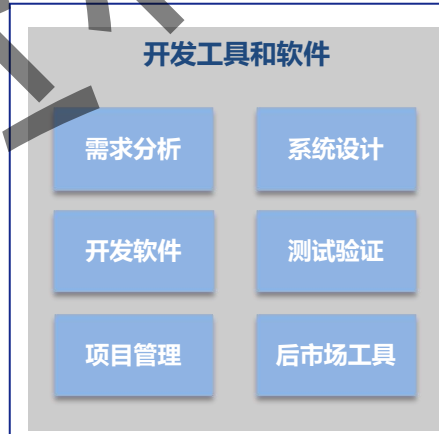 开发工具和软件
需求分析 系统设计
开发软件 测试验证
项目管理 后市场工具